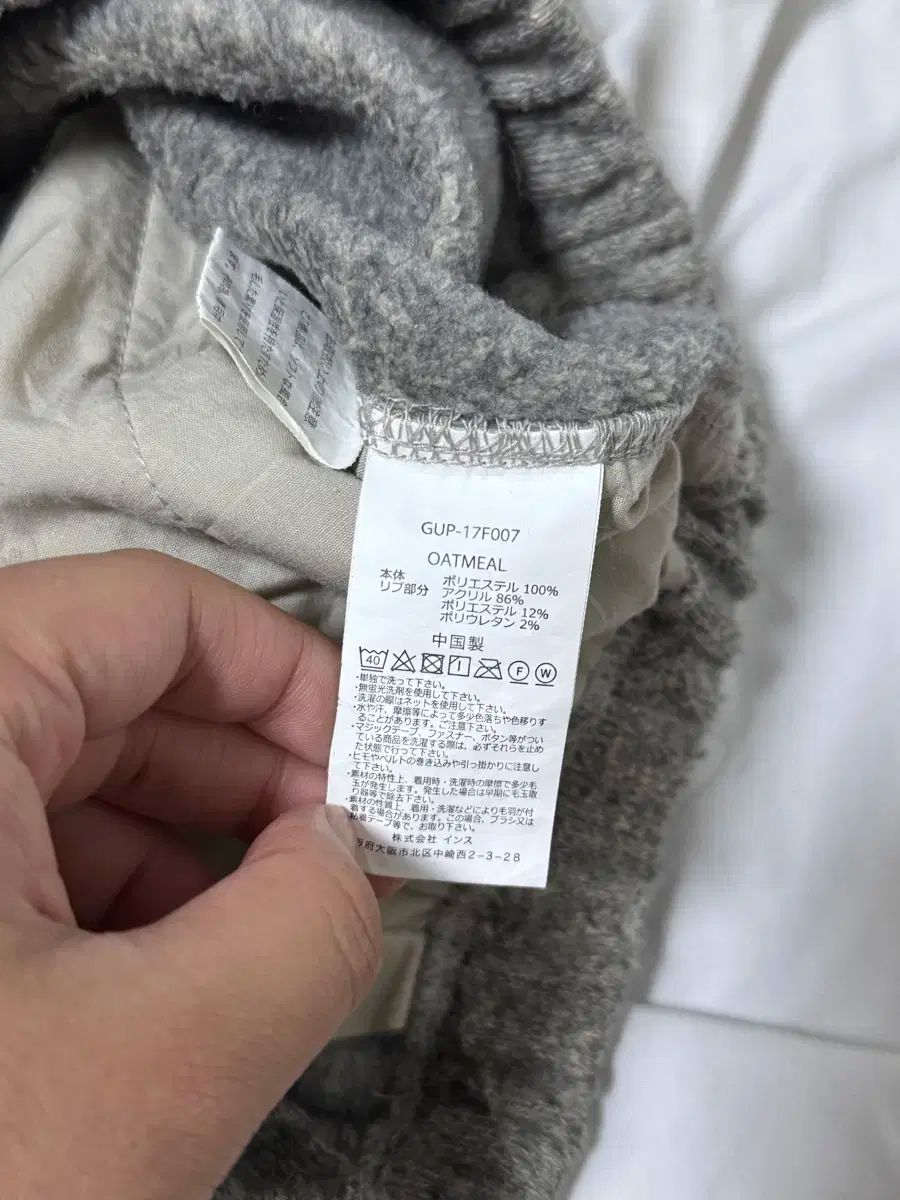 GUP-17F007
OATMEAL
本体 ポリエステル 100%
リブ部分 アクリル 86%
ポリエステル 12%
ポリウレタン 2%
中国製
40
F
W
・単独で洗って下さい。
・無蛍光洗剤を使用して下さい。
・洗濯の際はネットを使用して下さい。
・水や汗、摩擦等によって多少色落ちや色移りす
ることがあります。ご注意下さい。
・マジックテープ、ファスナー、ボタン等がつい
ている商品を洗濯する際は、必ずそれらを止め
た状態で行って下さい。
・ヒモやベルトの巻き込みや引っ掛かりに注意し
て下さい。
・素材の特性上、着用時・洗濯時の摩擦で多少毛
玉が発生します。発生した場合は早期に毛玉取
り器等で除去下さい。
・素材の性質上、着用・洗濯などにより毛羽が付
着する場合があります。この場合、ブラシ又は
粘着テープ等で、お取り下さい。
株式会社 インス
府大阪市北区中崎西2-3-28